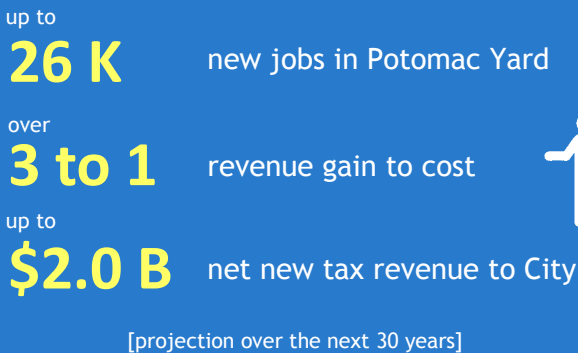 up to
26 K new jobs in Potomac Yard
over
3 to 1 revenue gain to cost
up to
$2.0 B net new tax revenue to City
[projection over the next 30 years]